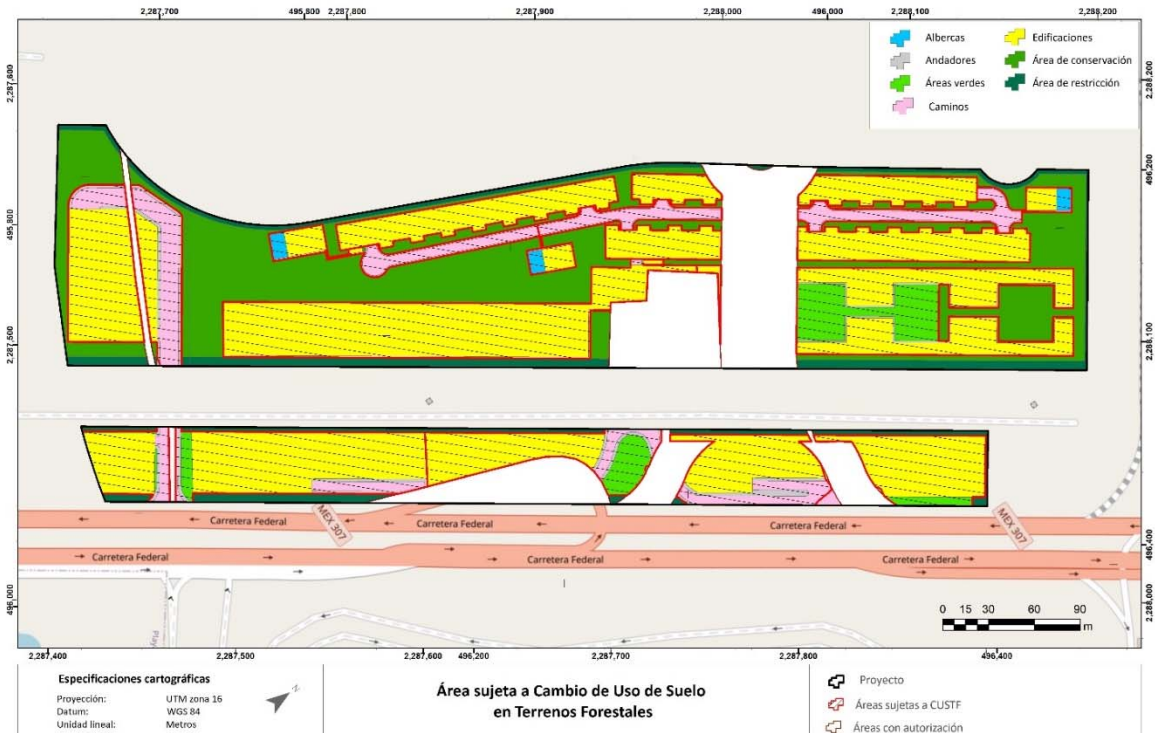 2,287,700
495,800
2,287,800
2,287,900
2,288,000
496,000
2,288,100
2,288,200
Albercas
Edificaciones
Andadores
Área de conservación
Áreas verdes
Área de restricción
Caminos
2,287,600
2,288,200
495,800
496,200
2,287,500
2,288,100
MEX 307
MEX 307
Carretera Federal
Carretera Federal
Carretera Federal
Carretera Federal
Carretera Federal
Carretera Federal
496,000
496,400
2,288,000
Play
0 15 30 60 90
m
2,287,400
2,287,500
2,287,600
496,200
2,287,700
2,287,800
496,400
Especificaciones cartográficas
Proyección: UTM zona 16
Datum: WGS 84
Unidad lineal: Metros
N
Área sujeta a Cambio de Uso de Suelo
en Terrenos Forestales
Proyecto
Áreas sujetas a CUSTF
Áreas con autorización